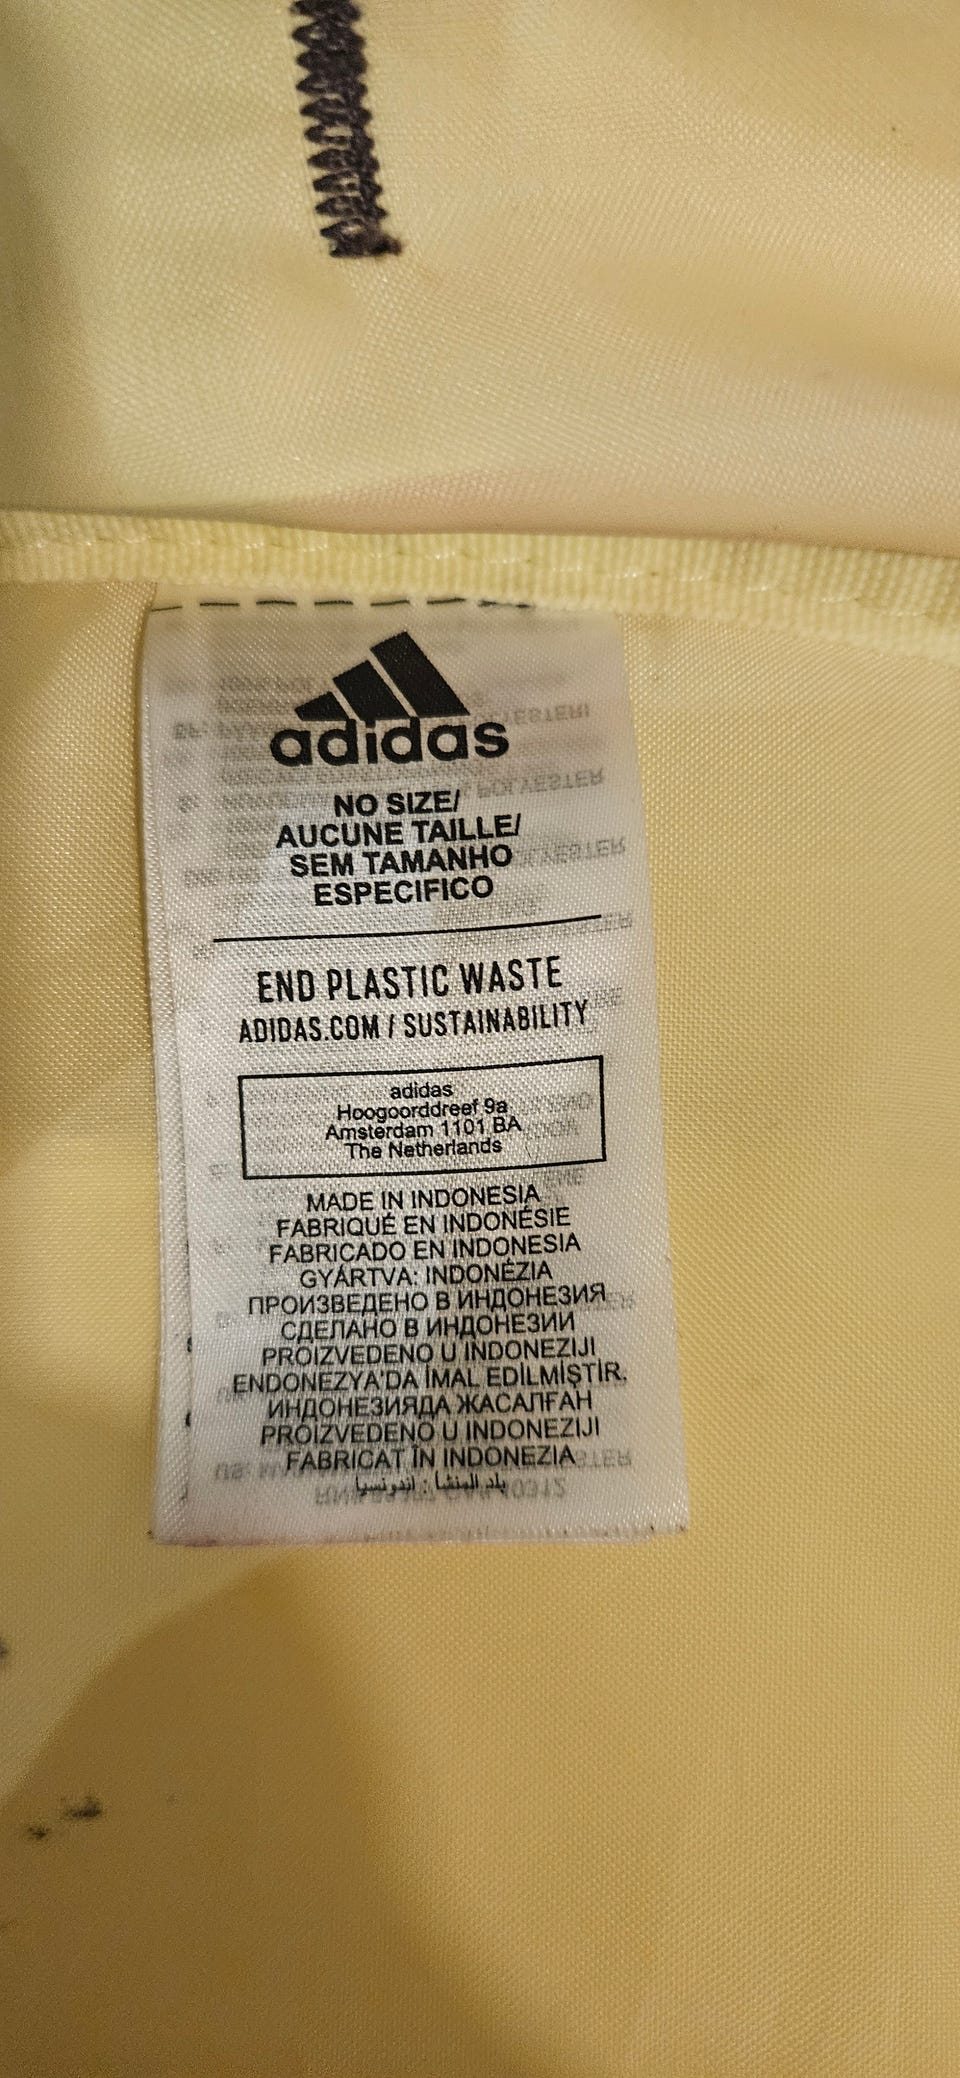 adidas
NO SIZE/
AUCUNE TAILLE/
SEM TAMANHO
ESPECIFICO
END PLASTIC WASTE
ADIDAS.COM / SUSTAINABILITY
adidas
Hoogoorddreef 9a
Amsterdam 1101 BA
The Netherlands
MADE IN INDONESIA
FABRIQUÉ EN INDONÉSIE
FABRICADO EN INDONESIA
GYÁRTVA: INDONÉZIA
ПРОИЗВЕДЕНО В ИНДОНЕЗИЯ
СДЕЛАНО В ИНДОНЕЗИИ
PROIZVEDENO U INDONEZIJI
ENDONEZYA'DA İMAL EDİLMİŞTİR.
ИНДОНЕЗИЯДА ЖАСАЛҒАН
PROIZVEDENO U INDONEZIJI
FABRICAT ÎN INDONEZIA
بلد المنشأ : اندونسيا